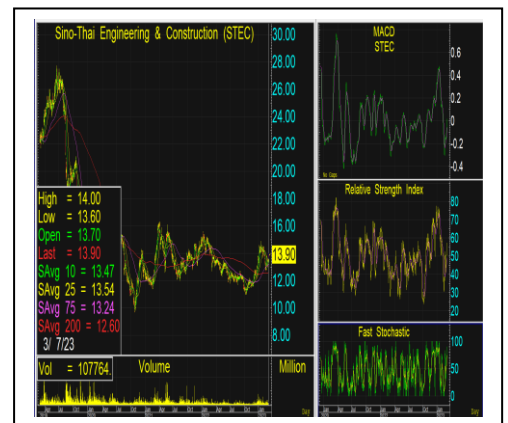 Sino-Thai Engineering & Construction (STEC)
30.00
28.00
26.00
24.00
22.00
20.00
18.00
16.00
13.90
12.00
10.00
8.00
High = 14.00
Low = 13.60
Open = 13.70
Last = 13.90
SAvg 10 = 13.47
SAvg 25 = 13.54
SAvg 75 = 13.24
SAvg 200 = 12.60
3/ 7/23
Vol = 107764.
Volume
Million
Day
MACD
STEC
0.6
0.4
0.2
0
-0.2
-0.4
No Gaps
Relative Strength Index
80
70
60
50
40
30
20
Fast Stochastic
100
50
0
Day